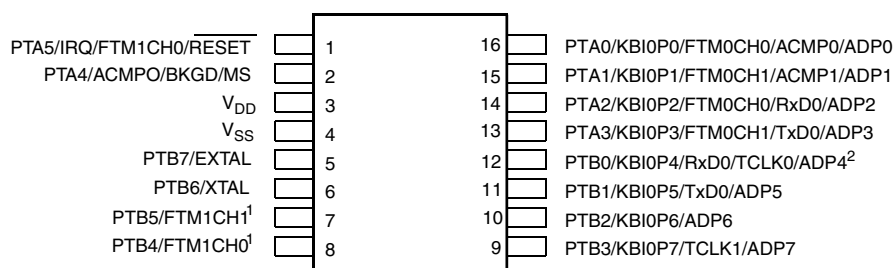 PTA5/IRQ/FTM1CH0/RESET 1 16 PTA0/KBI0P0/FTM0CH0/ACMP0/ADP0
PTA4/ACMPO/BKGD/MS 2 15 PTA1/KBI0P1/FTM0CH1/ACMP1/ADP1
VDD 3 14 PTA2/KBI0P2/FTM0CH0/RxD0/ADP2
VSS 4 13 PTA3/KBI0P3/FTM0CH1/TxD0/ADP3
PTB7/EXTAL 5 12 PTB0/KBI0P4/RxD0/TCLK0/ADP4²
PTB6/XTAL 6 11 PTB1/KBI0P5/TxD0/ADP5
PTB5/FTM1CH1¹ 7 10 PTB2/KBI0P6/ADP6
PTB4/FTM1CH0¹ 8 9 PTB3/KBI0P7/TCLK1/ADP7